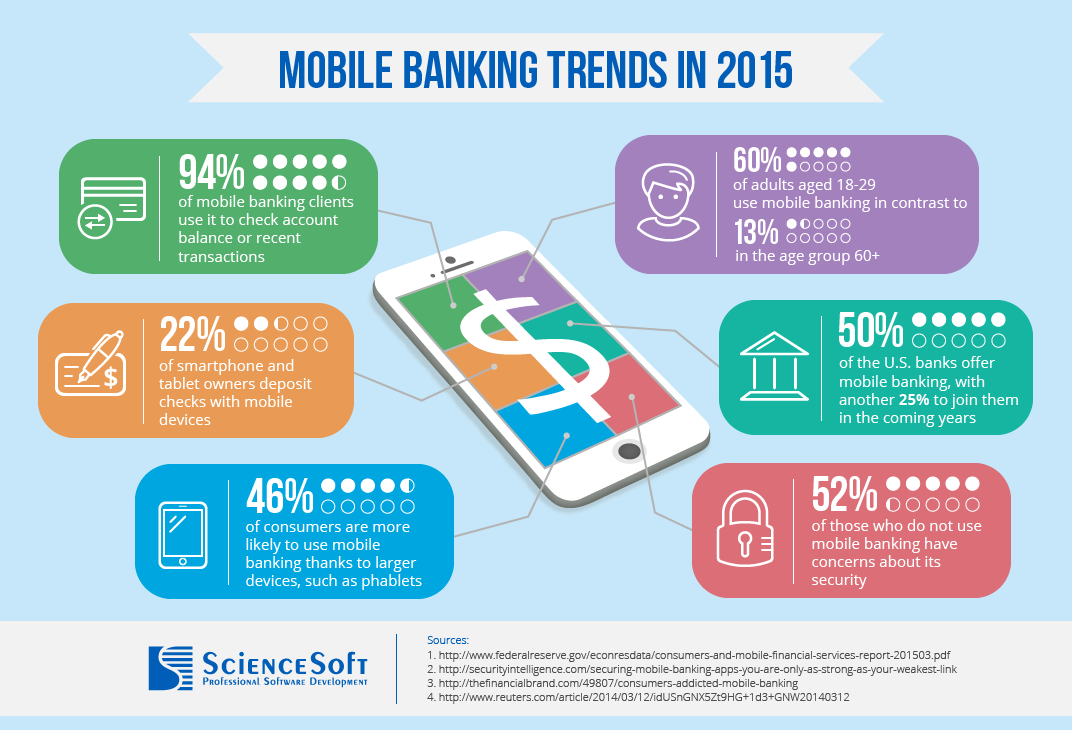 MOBILE BANKING TRENDS IN 2015
94%
of mobile banking clients
use it to check account
balance or recent
transactions
60%
of adults aged 18-29
use mobile banking in contrast to
13%
in the age group 60+
22%
of smartphone and
tablet owners deposit
checks with mobile
devices
$
$
50%
of the U.S. banks offer
mobile banking, with
another 25% to join them
in the coming years
46%
of consumers are more
likely to use mobile
banking thanks to larger
devices, such as phablets
52%
of those who do not use
mobile banking have
concerns about its
security
SCIENCESOFT
PROFESSIONAL SOFTWARE DEVELOPMENT
Sources:
1. http://www.federalreserve.gov/econresdata/consumers-and-mobile-financial-services-report-201503.pdf
2. http://securityintelligence.com/securing-mobile-banking-apps-you-are-only-as-strong-as-your-weakest-link
3. http://thefinancialbrand.com/49807/consumers-addicted-mobile-banking
4. http://www.reuters.com/article/2014/03/12/idUSnGNX5Zt9HG+1d3+GNW20140312